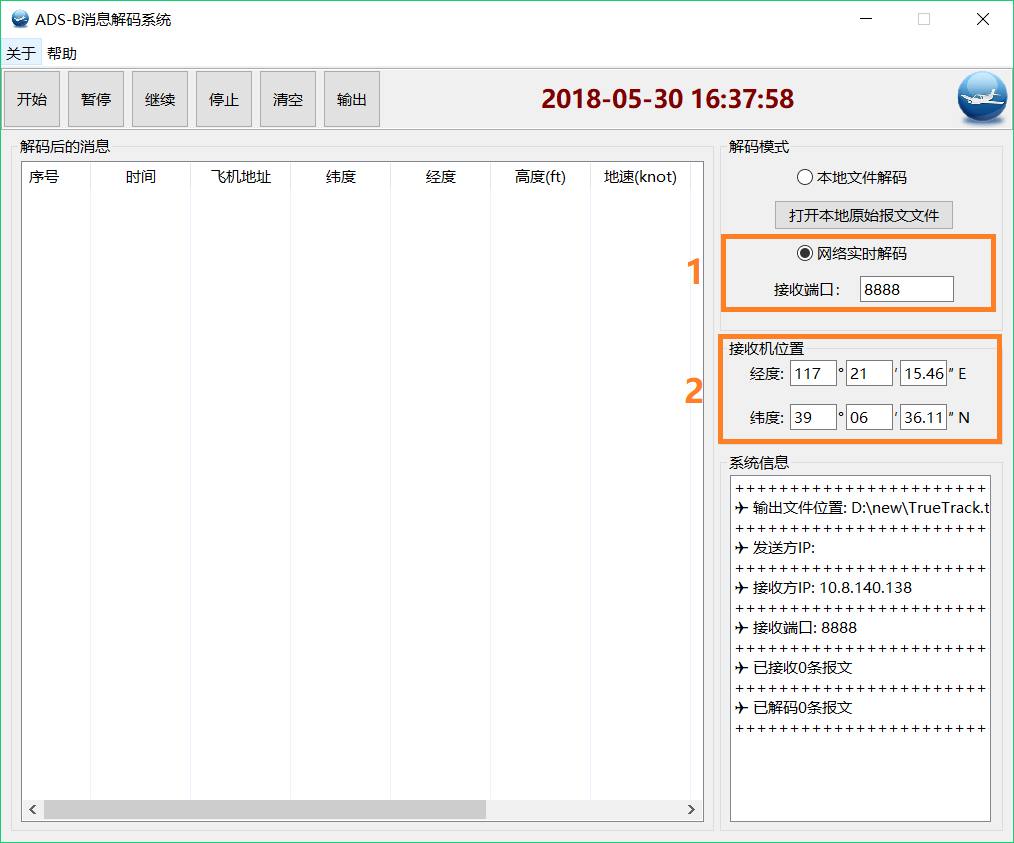 ADS-B消息解码系统
关于 帮助
开始 暂停 继续 停止 清空 输出 2018-05-30 16:37:58
解码后的消息
序号 时间 飞机地址 纬度 经度 高度(ft) 地速(knot)
解码模式
本地文件解码
打开本地原始报文文件
1
网络实时解码
接收端口: 8888
2
接收机位置
经度: 117 ° 21 ′ 15.46 ″ E
纬度: 39 ° 06 ′ 36.11 ″ N
系统信息
++++++++++++++++++++++
✈ 输出文件位置: D:\new\TrueTrack.t
++++++++++++++++++++++
✈ 发送方IP:
++++++++++++++++++++++
✈ 接收方IP: 10.8.140.138
++++++++++++++++++++++
✈ 接收端口: 8888
++++++++++++++++++++++
✈ 已接收0条报文
++++++++++++++++++++++
✈ 已解码0条报文
++++++++++++++++++++++